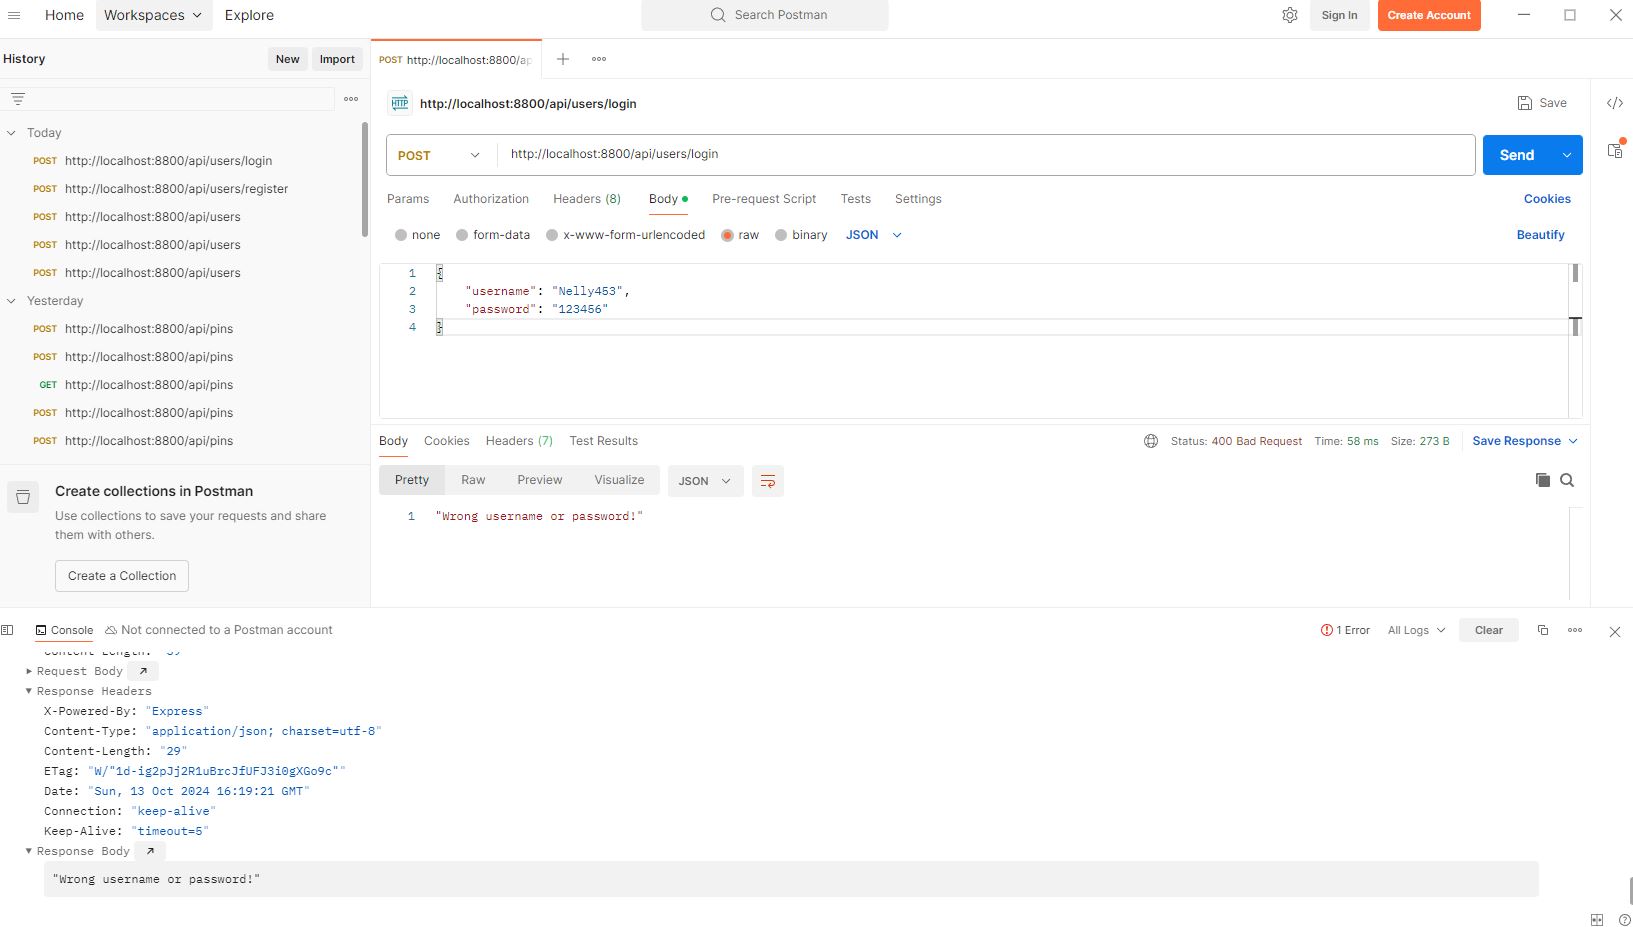 Home Workspaces Explore Search Postman Sign In Create Account
History New Import
POST http://localhost:8800/ap
HTTP http://localhost:8800/api/users/login Save
Today
POST http://localhost:8800/api/users/login
POST http://localhost:8800/api/users/register
POST http://localhost:8800/api/users
POST http://localhost:8800/api/users
POST http://localhost:8800/api/users
Yesterday
POST http://localhost:8800/api/pins
POST http://localhost:8800/api/pins
GET http://localhost:8800/api/pins
POST http://localhost:8800/api/pins
POST http://localhost:8800/api/pins
Create collections in Postman
Use collections to save your requests and share
them with others.
Create a Collection
POST http://localhost:8800/api/users/login Send
Params Authorization Headers (8) Body Pre-request Script Tests Settings Cookies
none form-data x-www-form-urlencoded raw binary JSON Beautify
1 {
2 "username": "Nelly453",
3 "password": "123456"
4 }
Body Cookies Headers (7) Test Results Status: 400 Bad Request Time: 58 ms Size: 273 B Save Response
Pretty Raw Preview Visualize JSON
1 "Wrong username or password!"
Console Not connected to a Postman account 1 Error All Logs Clear
Content-Length: "39"
Request Body
Response Headers
X-Powered-By: "Express"
Content-Type: "application/json; charset=utf-8"
Content-Length: "29"
ETag: "W/"1d-ig2pJj2R1uBrcJfUFJ3i0gXGo9c""
Date: "Sun, 13 Oct 2024 16:19:21 GMT"
Connection: "keep-alive"
Keep-Alive: "timeout=5"
Response Body
"Wrong username or password!"